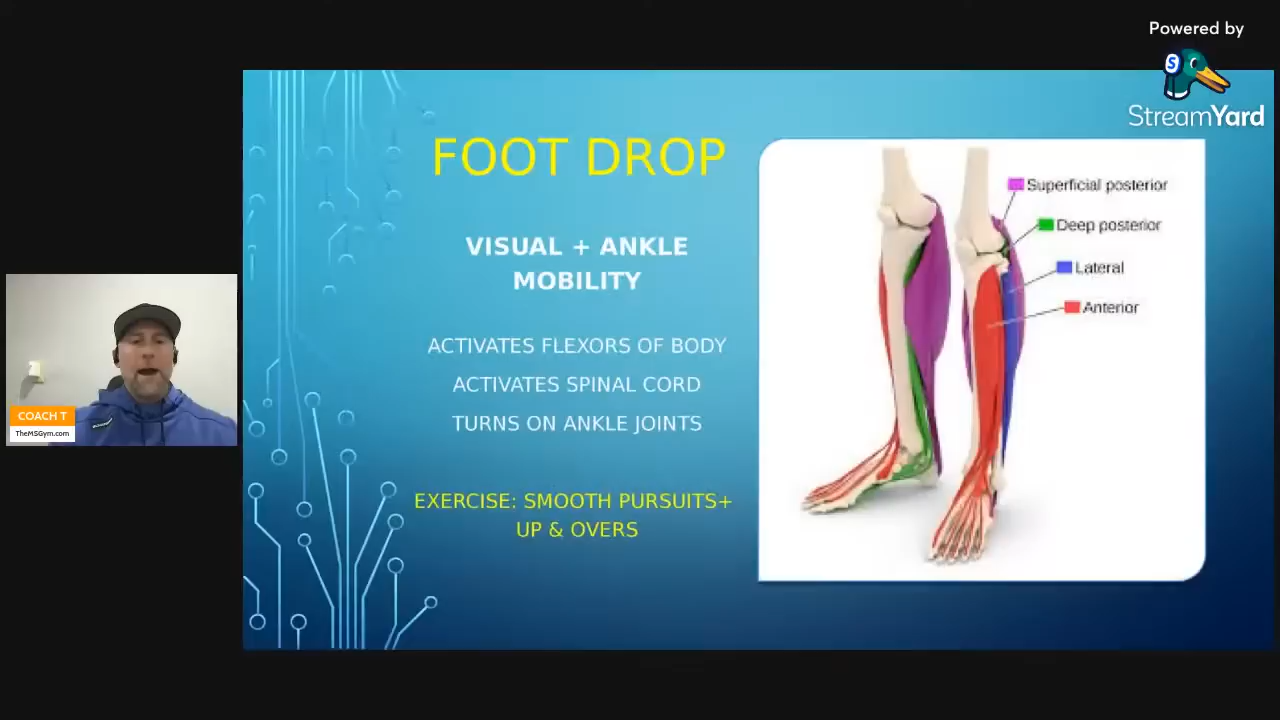 Powered by
S
StreamYard
FOOT DROP
VISUAL + ANKLE
MOBILITY
ACTIVATES FLEXORS OF BODY
ACTIVATES SPINAL CORD
TURNS ON ANKLE JOINTS
EXERCISE: SMOOTH PURSUITS+
UP & OVERS
Superficial posterior
Deep posterior
Lateral
Anterior
COACH T
TheMSGym.com